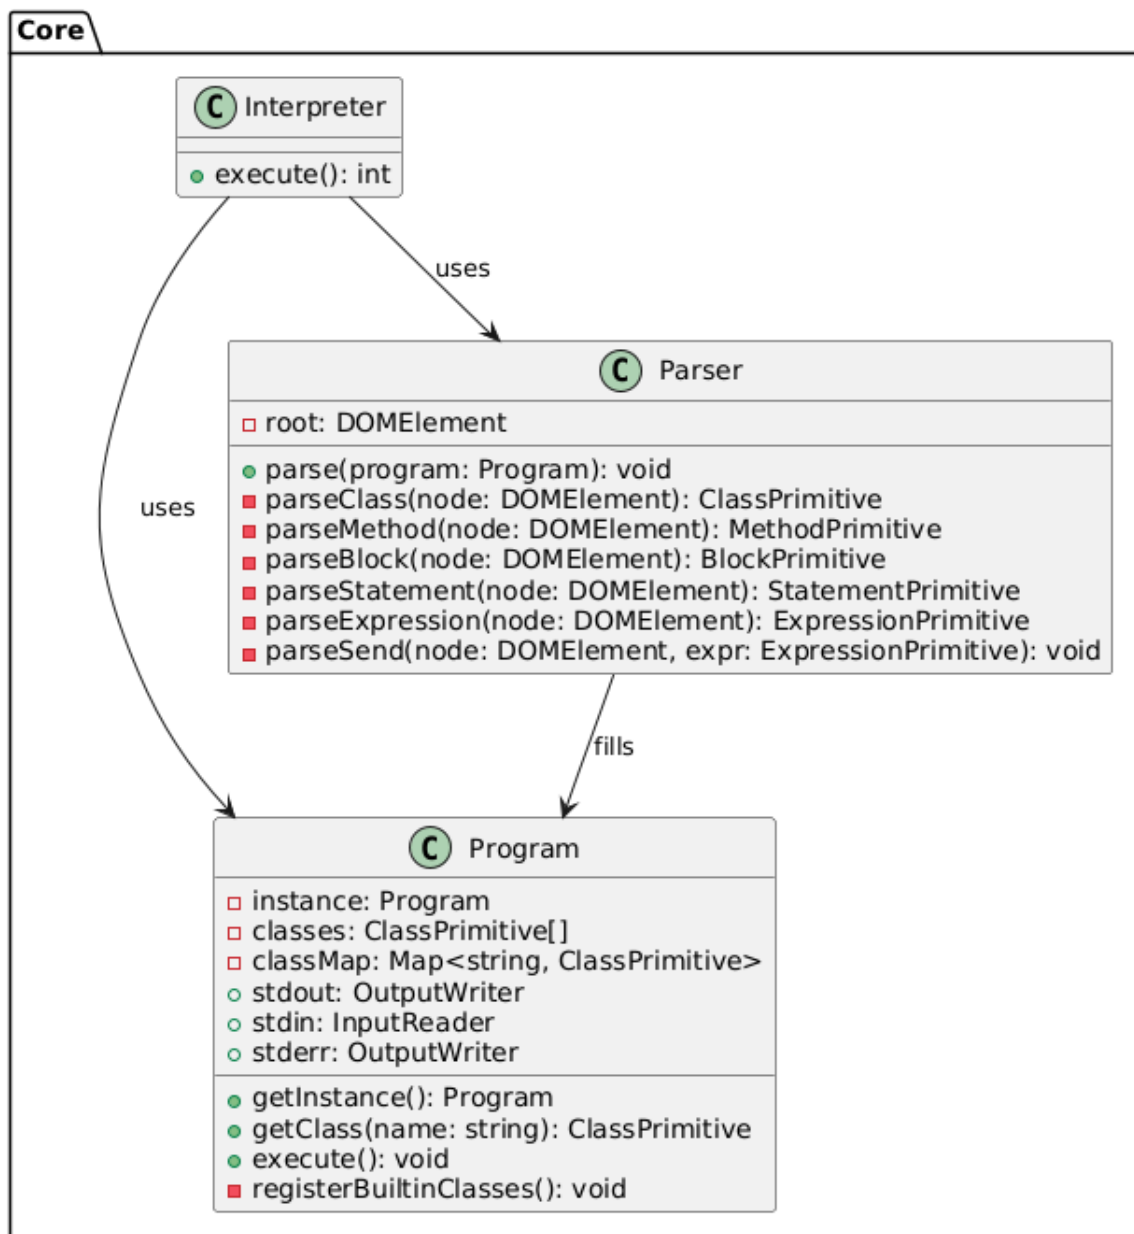 Core
C Interpreter
execute(): int
uses
C Parser
root: DOMElement
parse(program: Program): void
parseClass(node: DOMElement): ClassPrimitive
parseMethod(node: DOMElement): MethodPrimitive
parseBlock(node: DOMElement): BlockPrimitive
parseStatement(node: DOMElement): StatementPrimitive
parseExpression(node: DOMElement): ExpressionPrimitive
parseSend(node: DOMElement, expr: ExpressionPrimitive): void
uses
fills
C Program
instance: Program
classes: ClassPrimitive[]
classMap: Map<string, ClassPrimitive>
stdout: OutputWriter
stdin: InputReader
stderr: OutputWriter
getInstance(): Program
getClass(name: string): ClassPrimitive
execute(): void
registerBuiltinClasses(): void